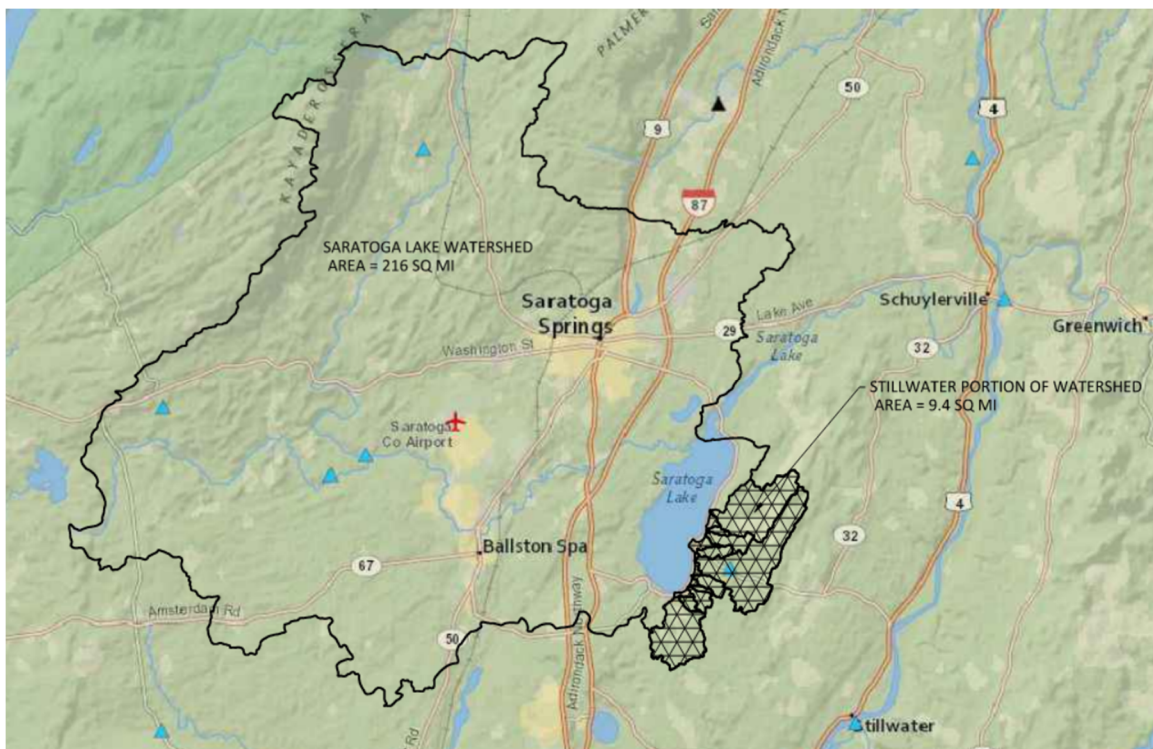 KAYADEROSSER
PALMER
Adirondack N
50
9
4
87
SARATOGA LAKE WATERSHED
AREA = 216 SQ MI
Saratoga
Springs
Lake Ave
29
Washington St
Saratoga
Lake
Schuylerville
Greenwich
32
STILLWATER PORTION OF WATERSHED
AREA = 9.4 SQ MI
Saratoga
Co Airport
Saratoga
Lake
4
Ballston Spa
32
67
Amsterdam Rd
50
Adirondack Northway
Stillwater